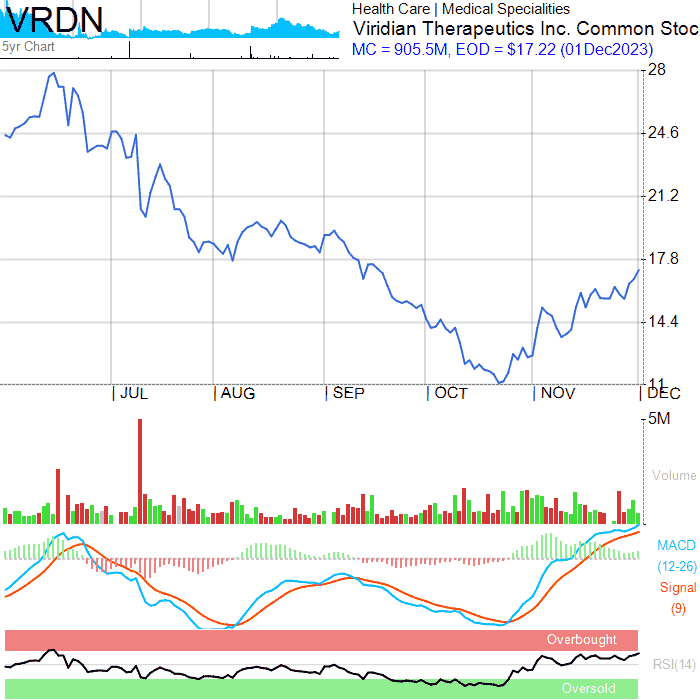 VRDN
5yr Chart
Health Care | Medical Specialities
Viridian Therapeutics Inc. Common Stoc
MC = 905.5M, EOD = $17.22 (01Dec2023)
28
24.6
21.2
17.8
14.4
11
JUL AUG SEP OCT NOV DEC
5M
Volume
MACD
(12-26)
Signal
(9)
Overbought
RSI(14)
Oversold